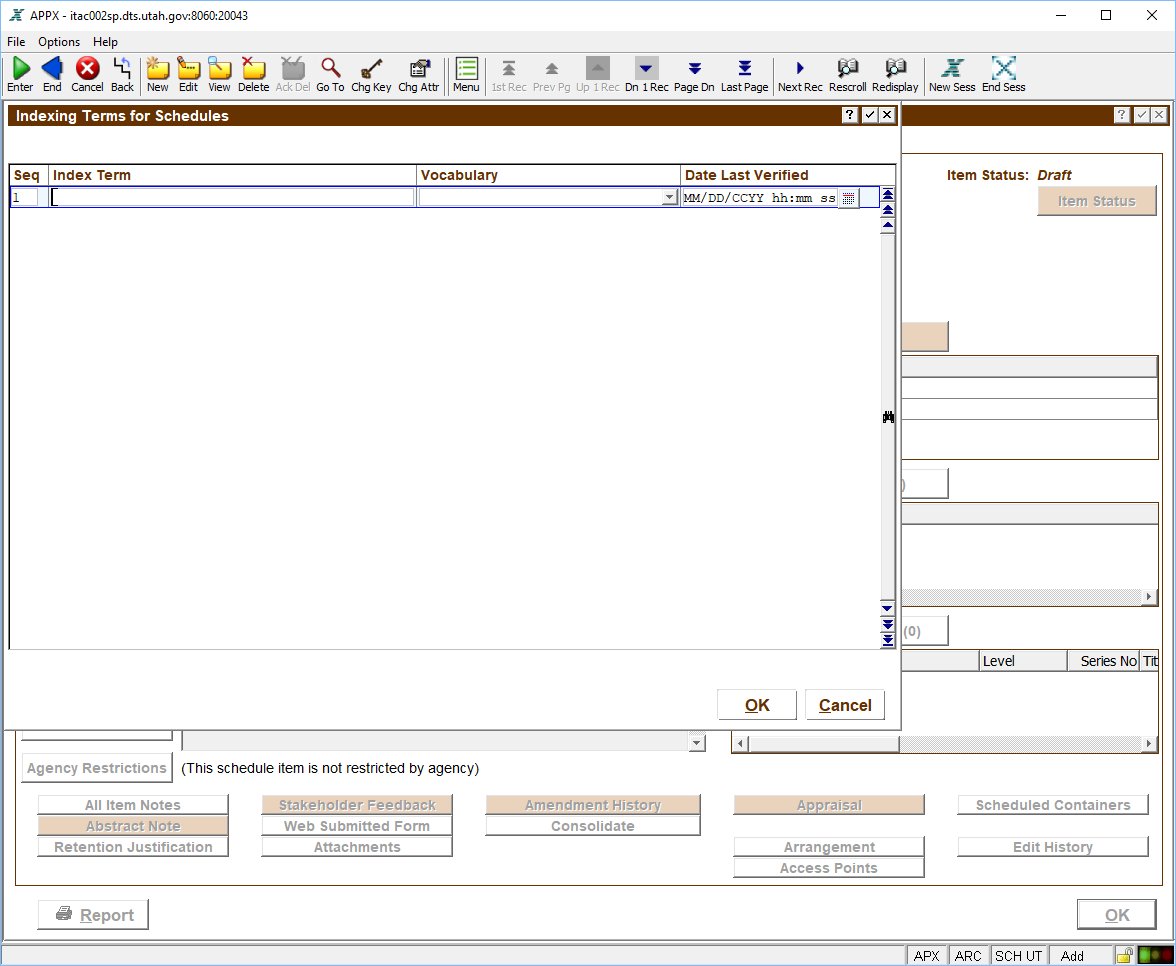 APPX - itac002sp.dts.utah.gov:8060:20043
File Options Help
Enter End Cancel Back New Edit View Delete Ack Del Go To Chg Key Chg Attr Menu 1st Rec Prev Pg Up 1 Rec Dn 1 Rec Page Dn Last Page Next Rec Rescroll Redisplay New Sess End Sess
Indexing Terms for Schedules ?
?
Seq Index Term Vocabulary Date Last Verified
Item Status: Draft
1 MM/DD/CCYY hh:mm ss
Item Status
)
(0)
Level Series No Tit
OK Cancel
Agency Restrictions (This schedule item is not restricted by agency)
All Item Notes Stakeholder Feedback Amendment History Appraisal Scheduled Containers
Abstract Note Web Submitted Form Consolidate
Retention Justification Attachments Arrangement Edit History
Access Points
Report OK
APX ARC SCH UT Add